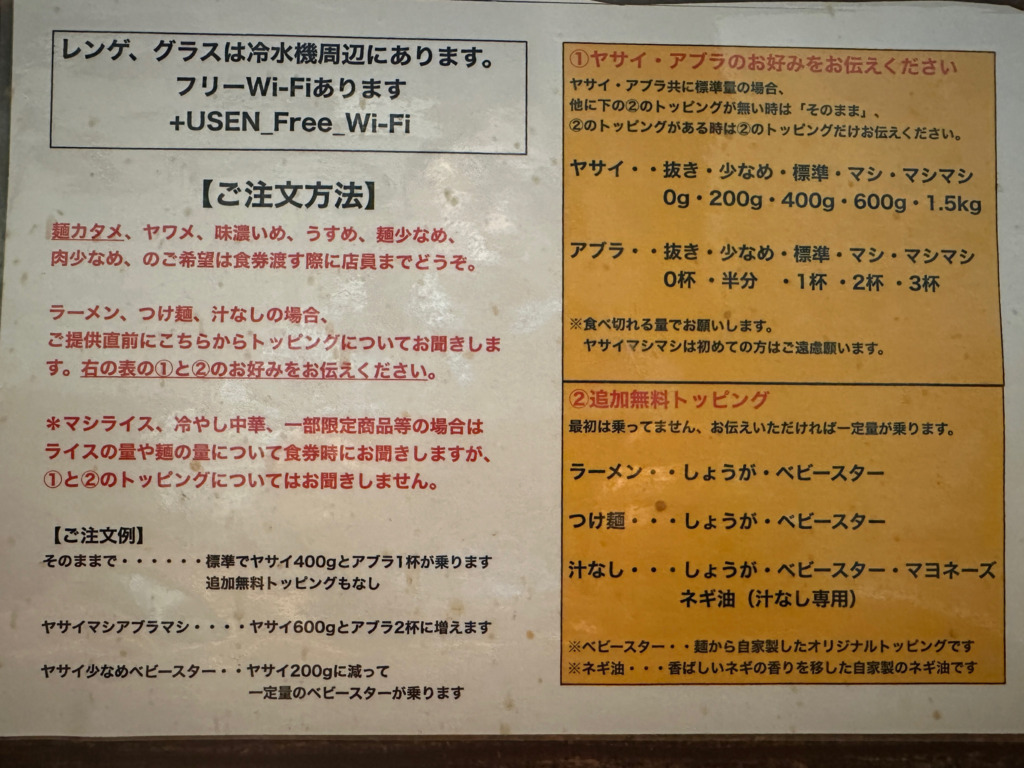 レンゲ、グラスは冷水機周辺にあります。
フリーWi-Fiあります
+USEN_Free_Wi-Fi
【ご注文方法】
麺カタメ、ヤワメ、味濃いめ、うすめ、麺少なめ、
肉少なめ、のご希望は食券渡す際に店員までどうぞ。
ラーメン、つけ麺、汁なしの場合、
ご提供直前にこちらからトッピングについてお聞きしま
す。右の表の①と②のお好みをお伝えください。
＊マシライス、冷やし中華、一部限定商品等の場合は
ライスの量や麺の量について食券時にお聞きしますが、
①と②のトッピングについてはお聞きしません。
【ご注文例】
そのままで・・・・・・標準でヤサイ400gとアブラ1杯が乗ります
追加無料トッピングもなし
ヤサイマシアブラマシ・・・・ヤサイ600gとアブラ2杯に増えます
ヤサイ少なめベビースター・・ヤサイ200gに減って
一定量のベビースターが乗ります
①ヤサイ・アブラのお好みをお伝えください
ヤサイ・アブラ共に標準量の場合、
他に下の②のトッピングが無い時は「そのまま」、
②のトッピングがある時は②のトッピングだけお伝えください。
ヤサイ・・抜き・少なめ・標準・マシ・マシマシ
0g・200g・400g・600g・1.5kg
アブラ・・抜き・少なめ・標準・マシ・マシマシ
0杯・半分　・1杯・2杯・3杯
※食べ切れる量でお願いします。
ヤサイマシマシは初めての方はご遠慮願います。
②追加無料トッピング
最初は乗ってません、お伝えいただければ一定量が乗ります。
ラーメン・・しょうが・ベビースター
つけ麺・・・しょうが・ベビースター
汁なし・・・しょうが・ベビースター・マヨネーズ
ネギ油（汁なし専用）
※ベビースター・・麺から自家製したオリジナルトッピングです
※ネギ油・・・香ばしいネギの香りを移した自家製のネギ油です